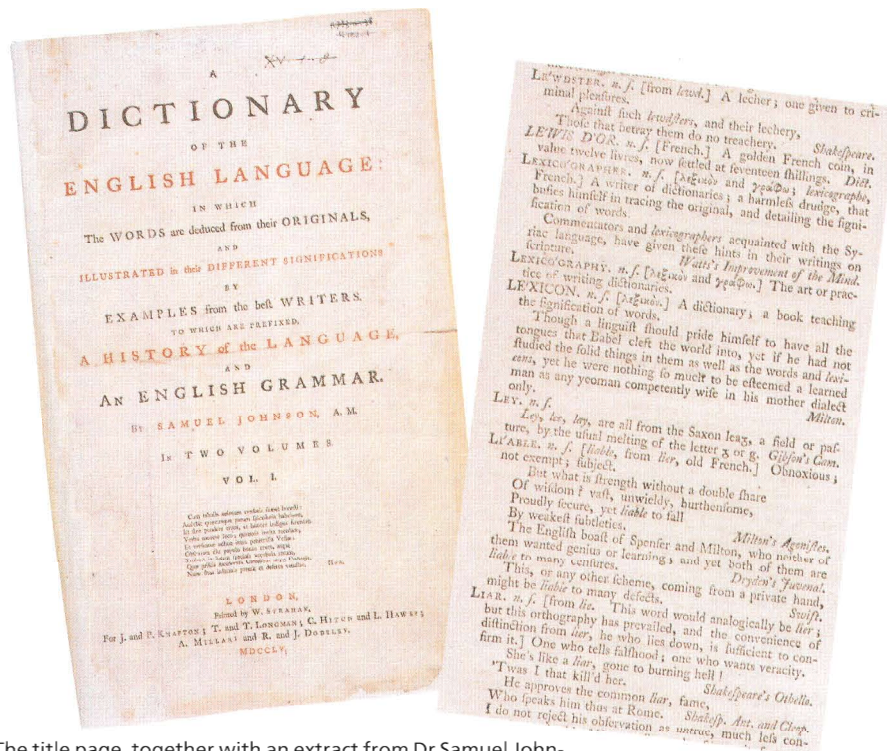 A
DICTIONARY
OF THE
ENGLISH LANGUAGE:
IN WHICH
The WORDS are deduced from their ORIGINALS,
AND
ILLUSTRATED in their DIFFERENT SIGNIFICATIONS
BY
EXAMPLES from the beſt WRITERS.
TO WHICH ARE PREFIXED,
A HISTORY of the LANGUAGE,
AND
AN ENGLISH GRAMMAR.
BY SAMUEL JOHNSON, A.M.
IN TWO VOLUMES
VOL. I.
LONDON,
Printed by W. STRAHAN,
For J. and P. KNAPTON; T. and T. LONGMAN; C. HITCH and L. HAWES;
A. MILLAR; and R. and J. DODSLEY.
MDCCLV.
LE'WDSTER. n. ſ. [from lewd.] A lecher; one given to cri-
minal pleaſures.
Againſt ſuch lewdſters, and their lechery,
Thoſe that betray them do no treachery. Shakeſpeare.
LE'WIS D'OR. n. ſ. [French.] A golden French coin, in
value twelve livres, now ſettled at ſeventeen ſhillings. Dict.
LEXICO'GRAPHER. n. ſ. [λεξικὸν and γράφω; lexicographe,
French.] A writer of dictionaries; a harmleſs drudge, that
buſies himſelf in tracing the original, and detailing the ſigni-
fication of words.
Commentators and lexicographers acquainted with the Sy-
riac language, have given theſe hints in their writings on
ſcripture. Watts's Improvement of the Mind.
LEXICO'GRAPHY. n. ſ. [λεξικὸν and γράφω.] The art or prac-
tice of writing dictionaries.
LE'XICON. n. ſ. [λεξικὸν.] A dictionary; a book teaching
the ſignification of words.
Though a linguiſt ſhould pride himſelf to have all the
tongues that Babel cleft the world into, yet if he had not
ſtudied the ſolid things in them as well as the words and lexi-
cons, yet he were nothing ſo much to be eſteemed a learned
man as any yeoman competently wiſe in his mother dialect
only. Milton.
LEY. n. ſ.
Ley, lee, lay, are all from the Saxon leag, a field or paſ-
ture, by the uſual melting of the letter ȝ or g. Gibſon's Cam.
LI'ABLE. n. ſ. [liable, from lier, old French.] Obnoxious;
not exempt; ſubject.
But what is ſtrength without a double ſhare
Of wiſdom? vaſt, unwieldy, burthenſome,
Proudly ſecure, yet liable to fall
By weakeſt ſubtleties. Milton's Agoniſtes.
The Engliſh boaſt of Spenſer and Milton, who neither of
them wanted genius or learning; and yet both of them are
liable to many cenſures. Dryden's Juvenal.
This, or any other ſcheme, coming from a private hand,
might be liable to many defects. Swift.
LIAR. n. ſ. [from lie. This word would analogically be lier;
but this orthography has prevailed, and the convenience of
diſtinction from lier, he who lies down, is ſufficient to con-
firm it.] One who tells falſhood; one who wants veracity.
She's like a liar, gone to burning hell!
'Twas I that kill'd her. Shakeſpeare's Othello.
He approves the common liar, fame,
Who ſpeaks him thus at Rome. Shakeſp. Ant. and Cleop.
I do not reject his obſervation as untrue, much leſs con-
The title page, together with an extract from Dr Samuel John-